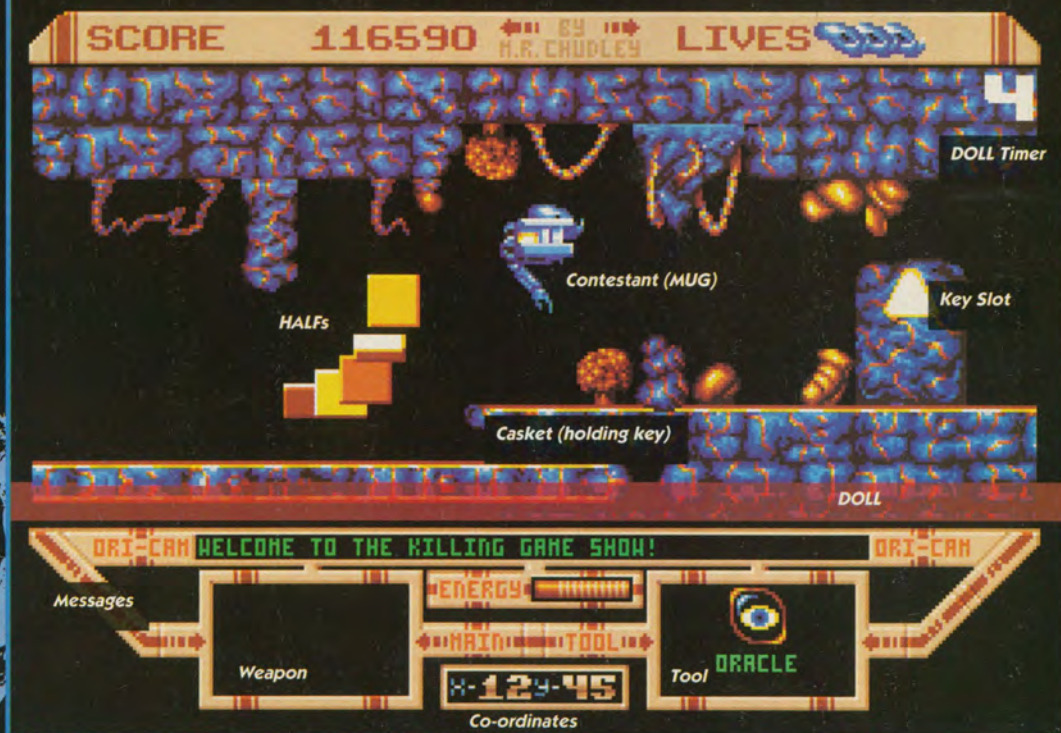 SCORE 116590 BY LIVES
M.R. CHUDLEY
4
DOLL Timer
Contestant (MUG)
Key Slot
HALFs
Casket (holding key)
DOLL
ORI-CAM WELCOME TO THE KILLING GAME SHOW! ORI-CAM
Messages
ENERGY
MAIN TOOL
ORACLE
Weapon
Tool
X-12Y-45
Co-ordinates